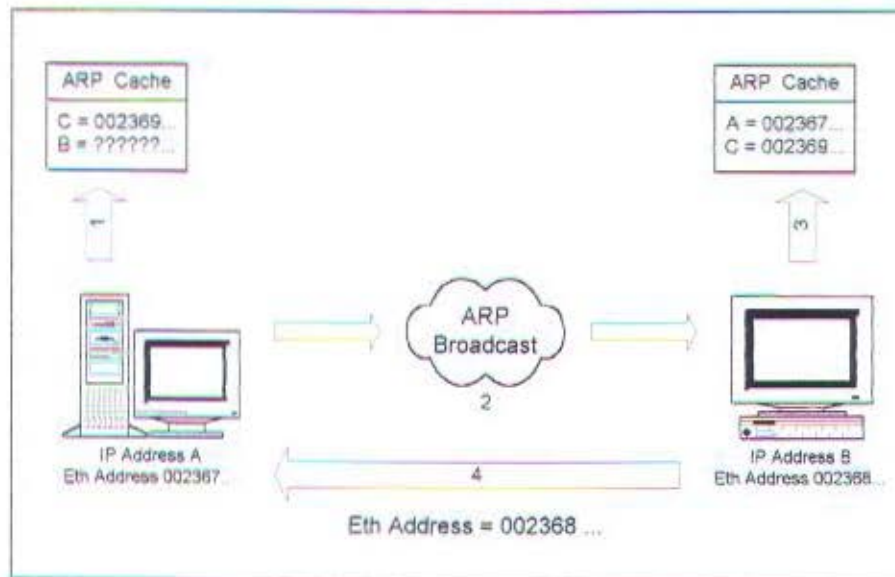 ARP Cache
C = 002369...
B = ??????...
ARP Cache
A = 002367...
C = 002369...
1
3
ARP
Broadcast
2
IP Address A
Eth Address 002367...
IP Address B
Eth Address 002368...
4
Eth Address = 002368 ...